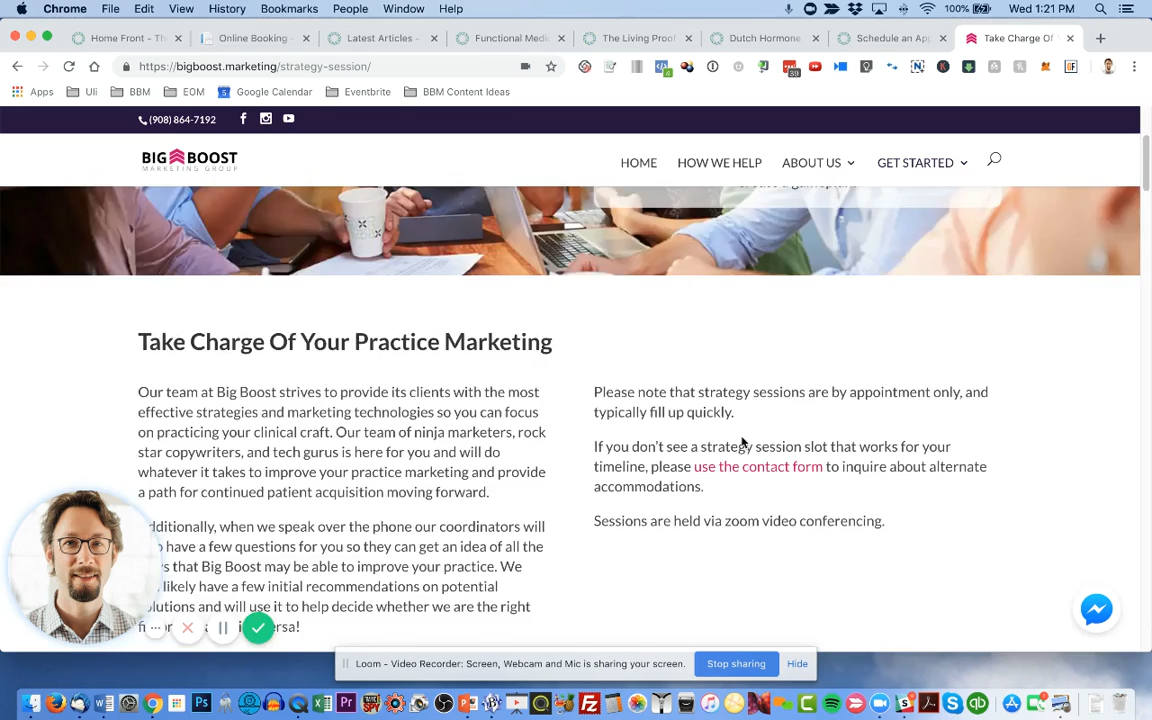 Chrome File Edit View History Bookmarks People Window Help 100% Wed 1:21 PM
Home Front - Th Online Booking - Latest Articles - Functional Medi The Living Proof Dutch Hormone Schedule an App Take Charge Of
https://bigboost.marketing/strategy-session/
4
39
Apps Uli BBM Google Calendar EOM Eventbrite BBM Content Ideas
(908) 864-7192
BIG BOOST
MARKETING GROUP
HOME HOW WE HELP ABOUT US GET STARTED
Take Charge Of Your Practice Marketing
Our team at Big Boost strives to provide its clients with the most
effective strategies and marketing technologies so you can focus
on practicing your clinical craft. Our team of ninja marketers, rock
star copywriters, and tech gurus is here for you and will do
whatever it takes to improve your practice marketing and provide
a path for continued patient acquisition moving forward.
dditionally, when we speak over the phone our coordinators will
have a few questions for you so they can get an idea of all the
that Big Boost may be able to improve your practice. We
likely have a few initial recommendations on potential
olutions and will use it to help decide whether we are the right
Please note that strategy sessions are by appointment only, and
typically fill up quickly.
If you don't see a strategy session slot that works for your
timeline, please use the contact form to inquire about alternate
accommodations.
Sessions are held via zoom video conferencing.
Loom - Video Recorder: Screen, Webcam and Mic is sharing your screen. Stop sharing Hide